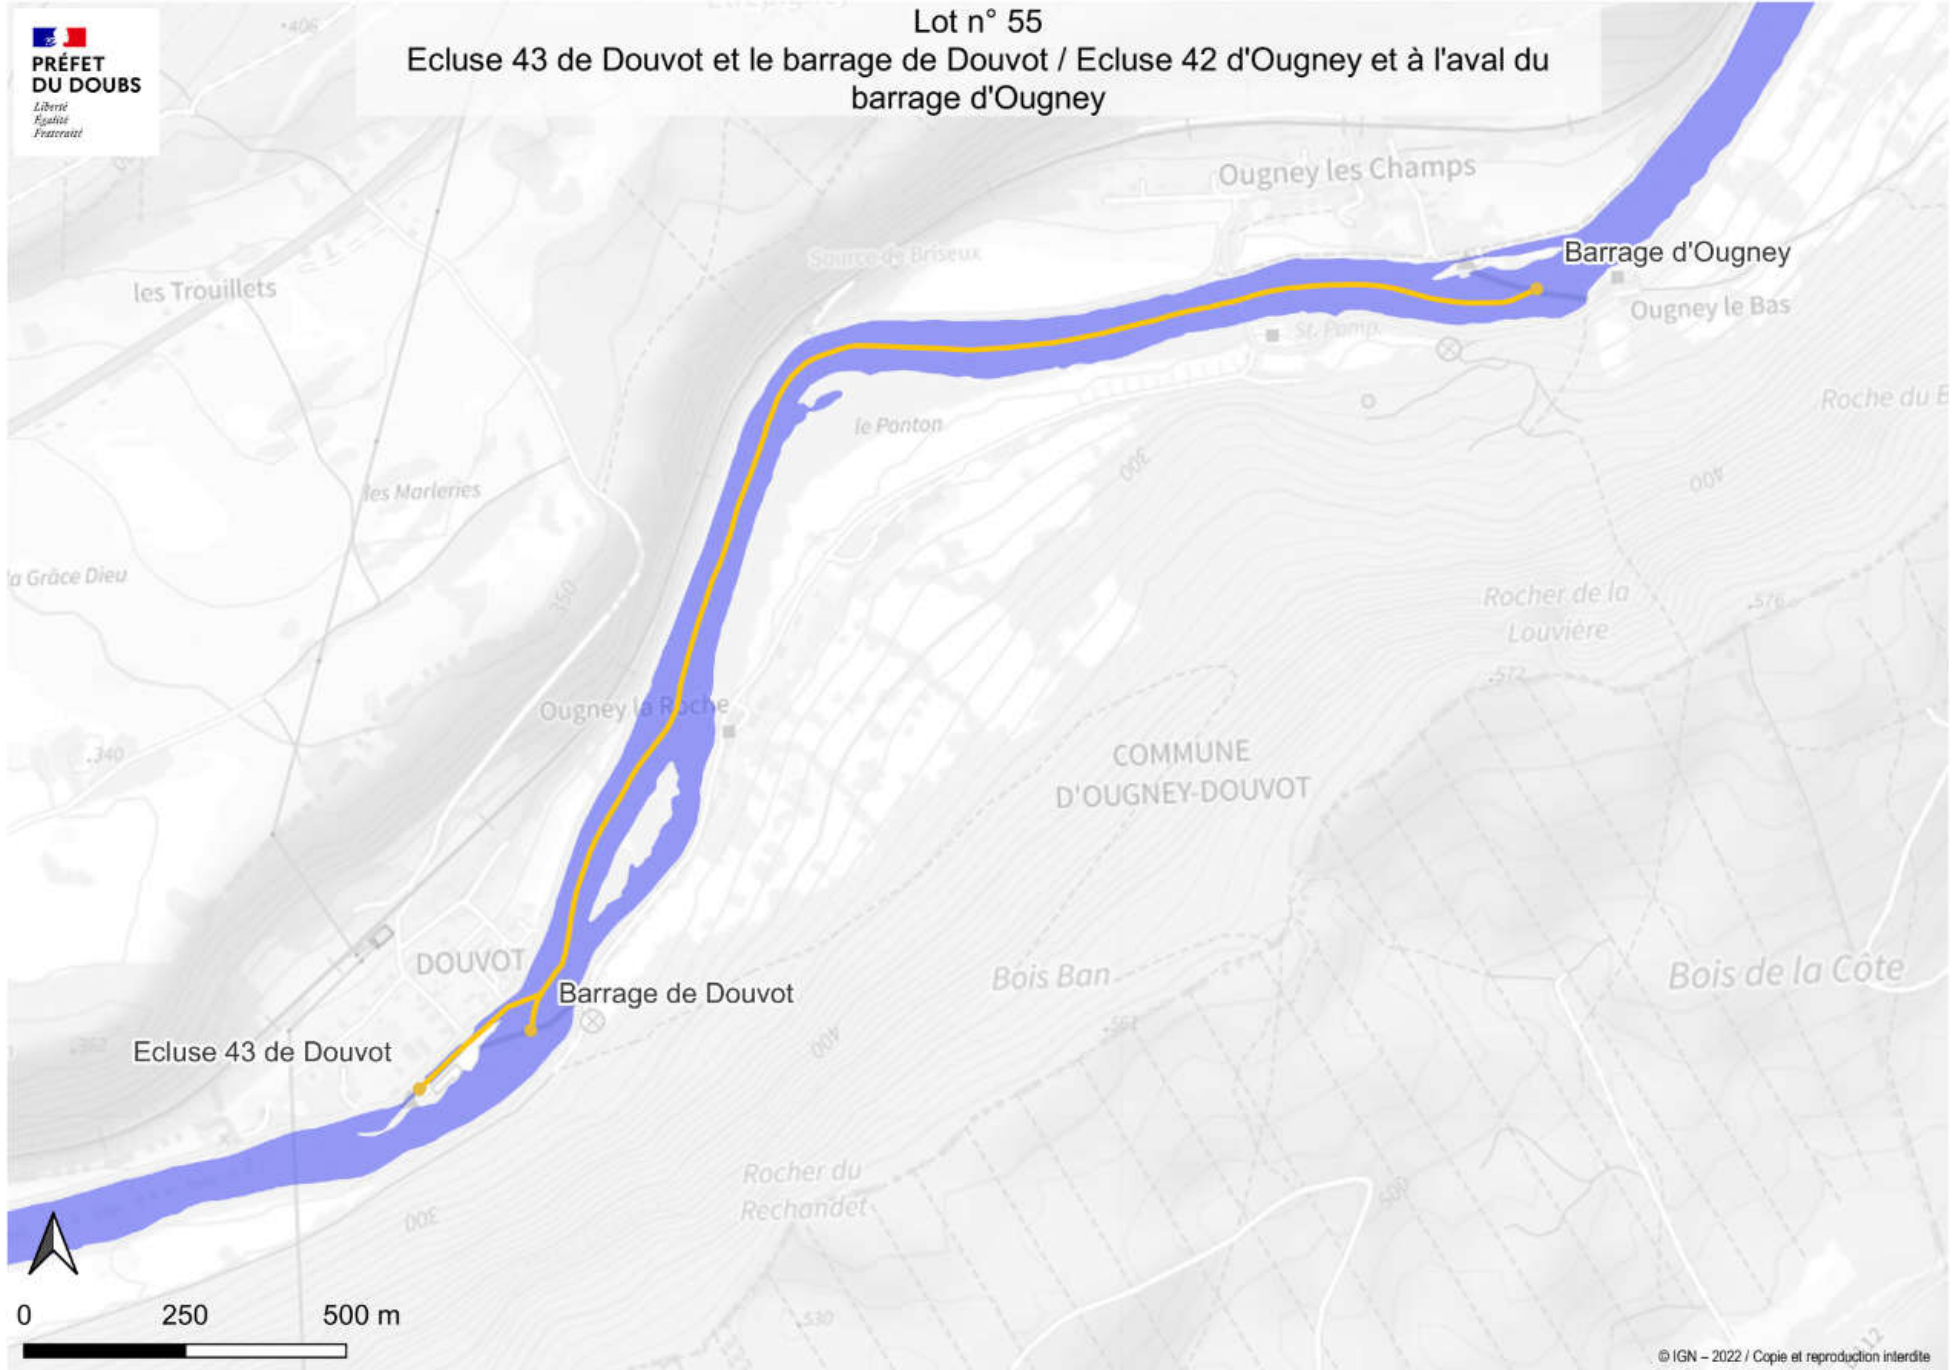 Lot n° 55
Ecluse 43 de Douvot et le barrage de Douvot / Ecluse 42 d'Ougney et à l'aval du
barrage d'Ougney
PRÉFET
DU DOUBS
Liberté
Égalité
Fraternité
406
Ougney les Champs
Source de Briseux
Barrage d'Ougney
les Trouillets
Ougney le Bas
St. Pomp.
Roche du
le Ponton
300
400
les Marleries
la Grâce Dieu
350
Rocher de la
Louvière
576
572
Ougney la Roche
340
COMMUNE
D'OUGNEY-DOUVOT
DOUVOT
Bois Ban
Bois de la Côte
Barrage de Douvot
561
400
362
Ecluse 43 de Douvot
Rocher du
Rechandet
300
500
530
0 250 500 m
© IGN – 2022 / Copie et reproduction interdite